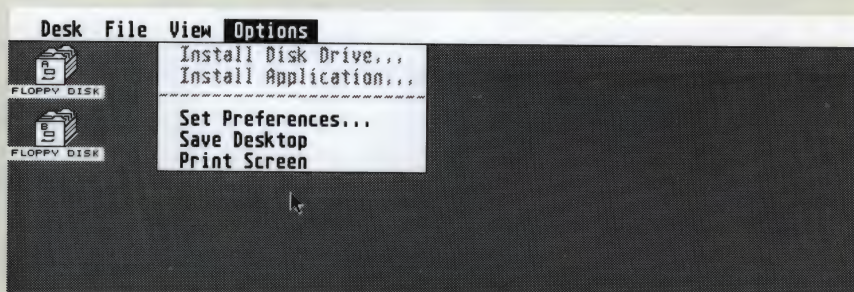 Desk File View Options
Install Disk Drive...
Install Application...
Set Preferences...
Save Desktop
Print Screen
A
FLOPPY DISK
B
FLOPPY DISK